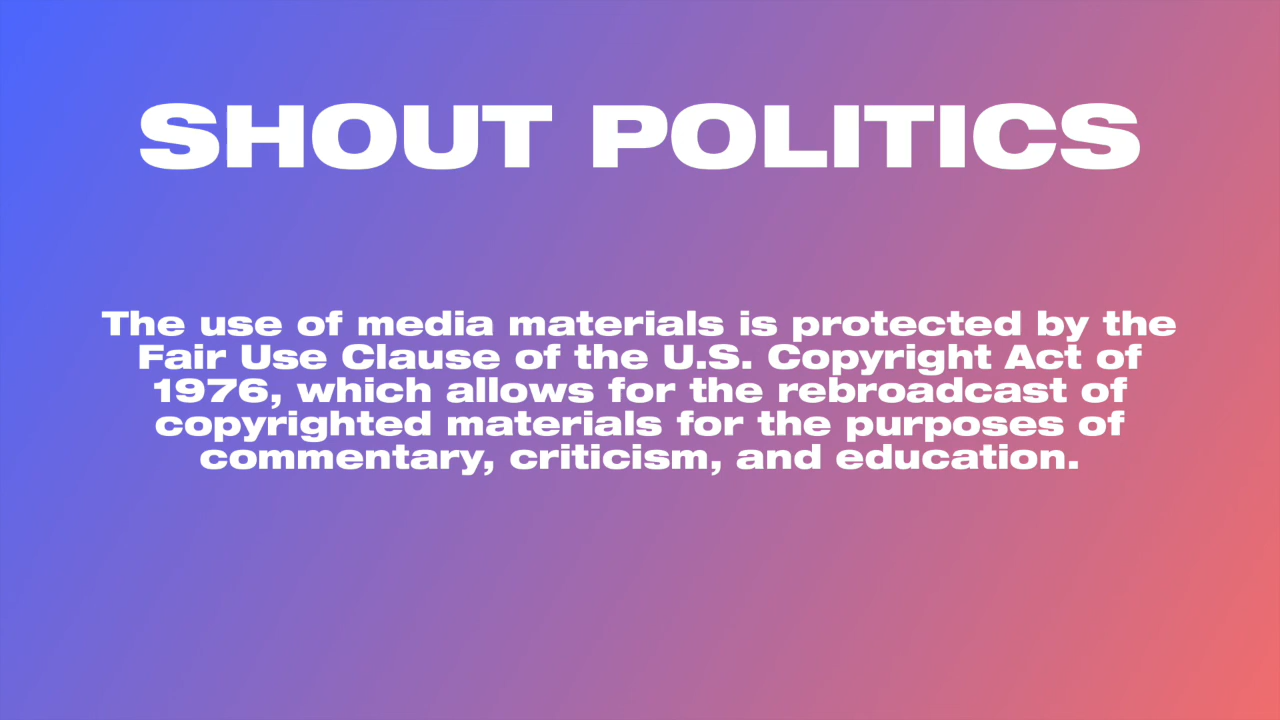 SHOUT POLITICS
The use of media materials is protected by the
Fair Use Clause of the U.S. Copyright Act of
1976, which allows for the rebroadcast of
copyrighted materials for the purposes of
commentary, criticism, and education.